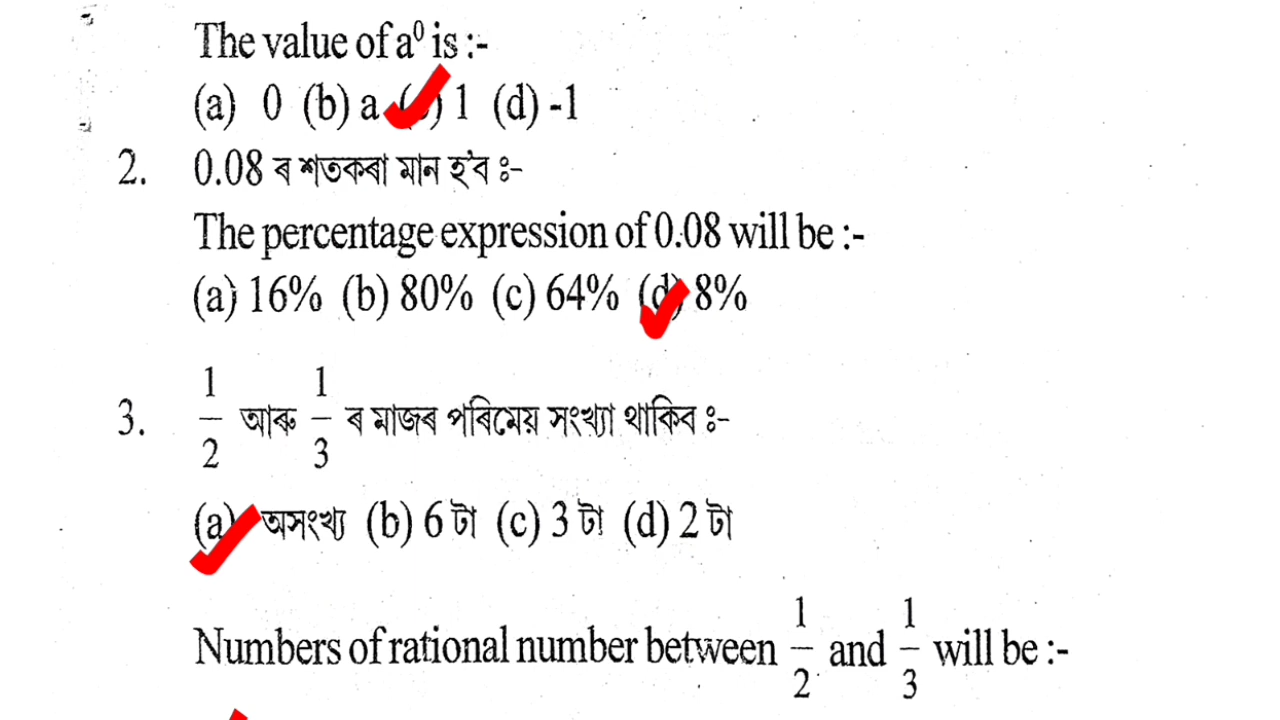 The value of a⁰ is :-
(a) 0 (b) a ( ) 1 (d) -1
2. 0.08 ৰ শতকৰা মান হ'ব ঃ-
The percentage expression of 0.08 will be :-
(a) 16% (b) 80% (c) 64% (d) 8%
3. 1/2 আৰু 1/3 ৰ মাজৰ পৰিমেয় সংখ্যা থাকিব ঃ-
(a) অসংখ্য (b) 6 টা (c) 3 টা (d) 2 টা
Numbers of rational number between 1/2 and 1/3 will be :-